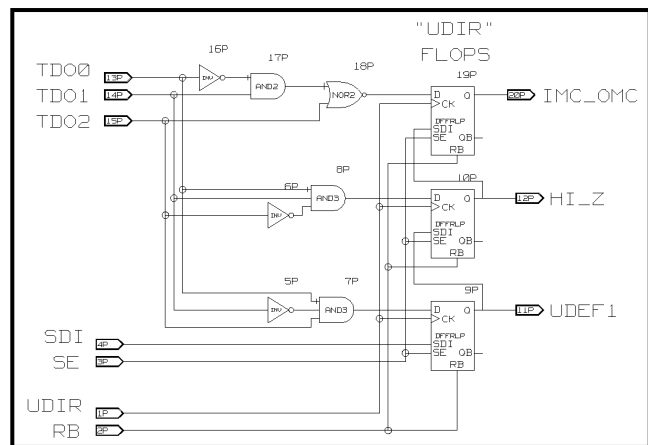 "UDIR"
FLOPS
16P
17P
18P
19P
TDO0
13P
INV
AND2
NOR2
D
Q
20P
IMC_OMC
TDO1
14P
CK
TDO2
15P
DFFRLP
SDI
SE
QB
RB
8P
10P
6P
AND3
D
Q
12P
HI_Z
INV
CK
DFFRLP
SDI
SE
QB
RB
5P
7P
9P
INV
AND3
D
Q
11P
UDEF1
CK
DFFRLP
SDI
4P
SDI
SE
3P
SE
QB
RB
UDIR
1P
RB
2P